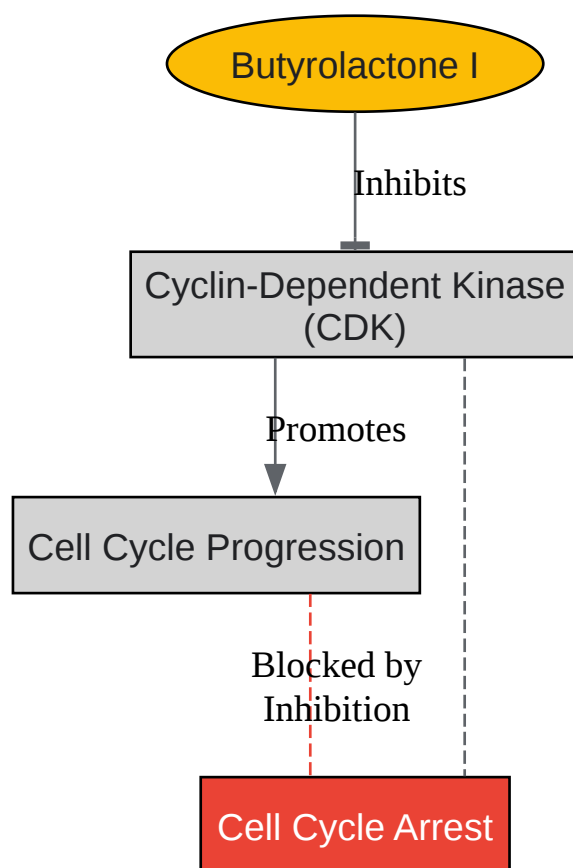 Butyrolactone I
Inhibits
Cyclin-Dependent Kinase
(CDK)
Promotes
Cell Cycle Progression
Blocked by
Inhibition
Cell Cycle Arrest